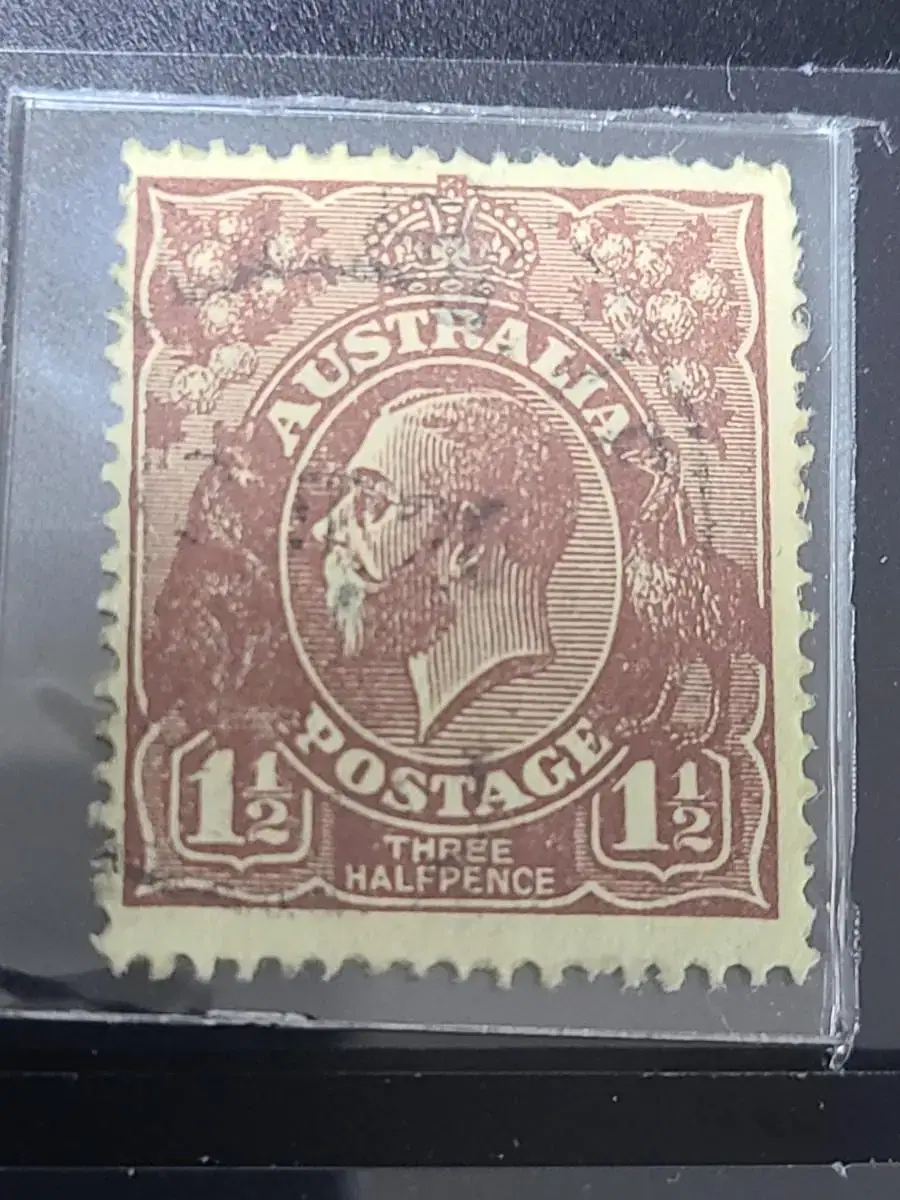 AUSTRALIA
POSTAGE
1½ 1½
THREE
HALFPENCE